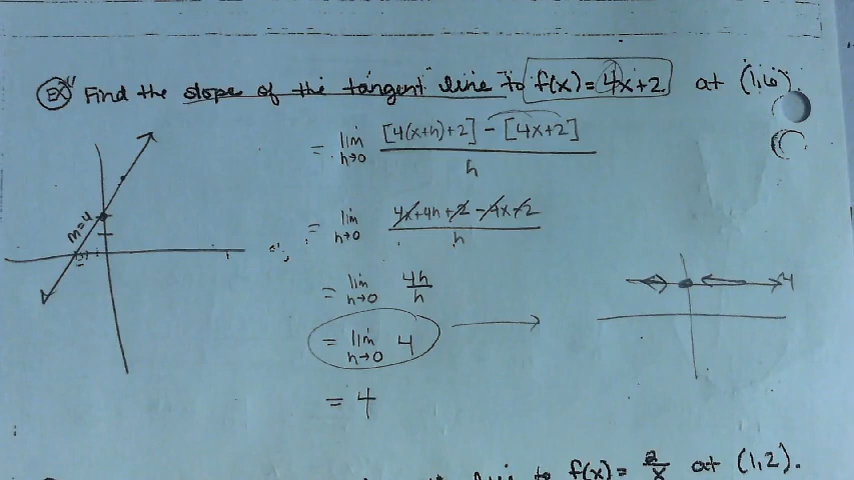 EX Find the slope of the tangent line to f(x) = 4x+2 at (1,6).
= lim h→0 [4(x+h)+2] - [4x+2] / h
m=4
= lim h→0 4x+4h+2-4x-2 / h
= lim h→0 4h/h
4
= lim h→0 4
= 4
line to f(x) = 2/x at (1,2).